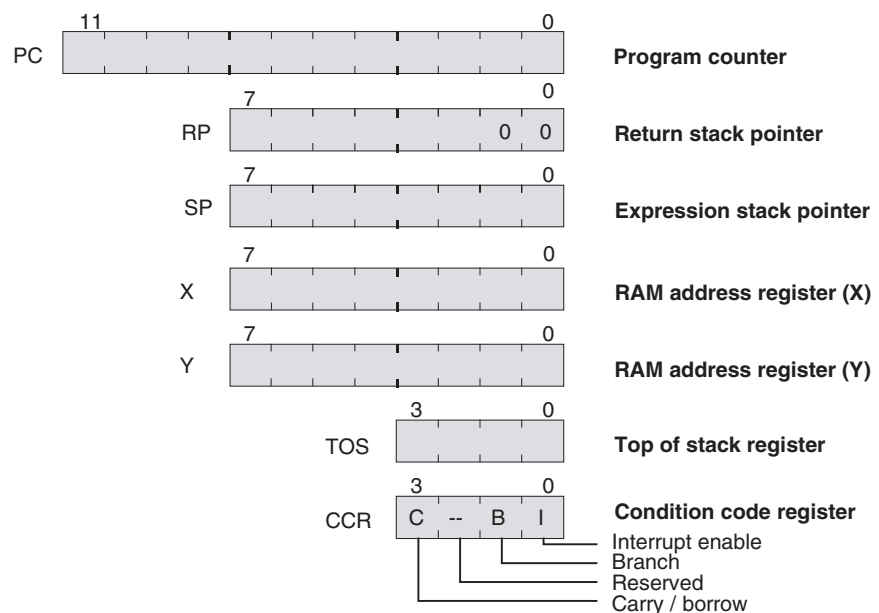 11 0
PC Program counter
7 0
RP 0 0 Return stack pointer
7 0
SP Expression stack pointer
7 0
X RAM address register (X)
7 0
Y RAM address register (Y)
3 0
TOS Top of stack register
3 0
CCR C -- B I Condition code register
Interrupt enable
Branch
Reserved
Carry / borrow